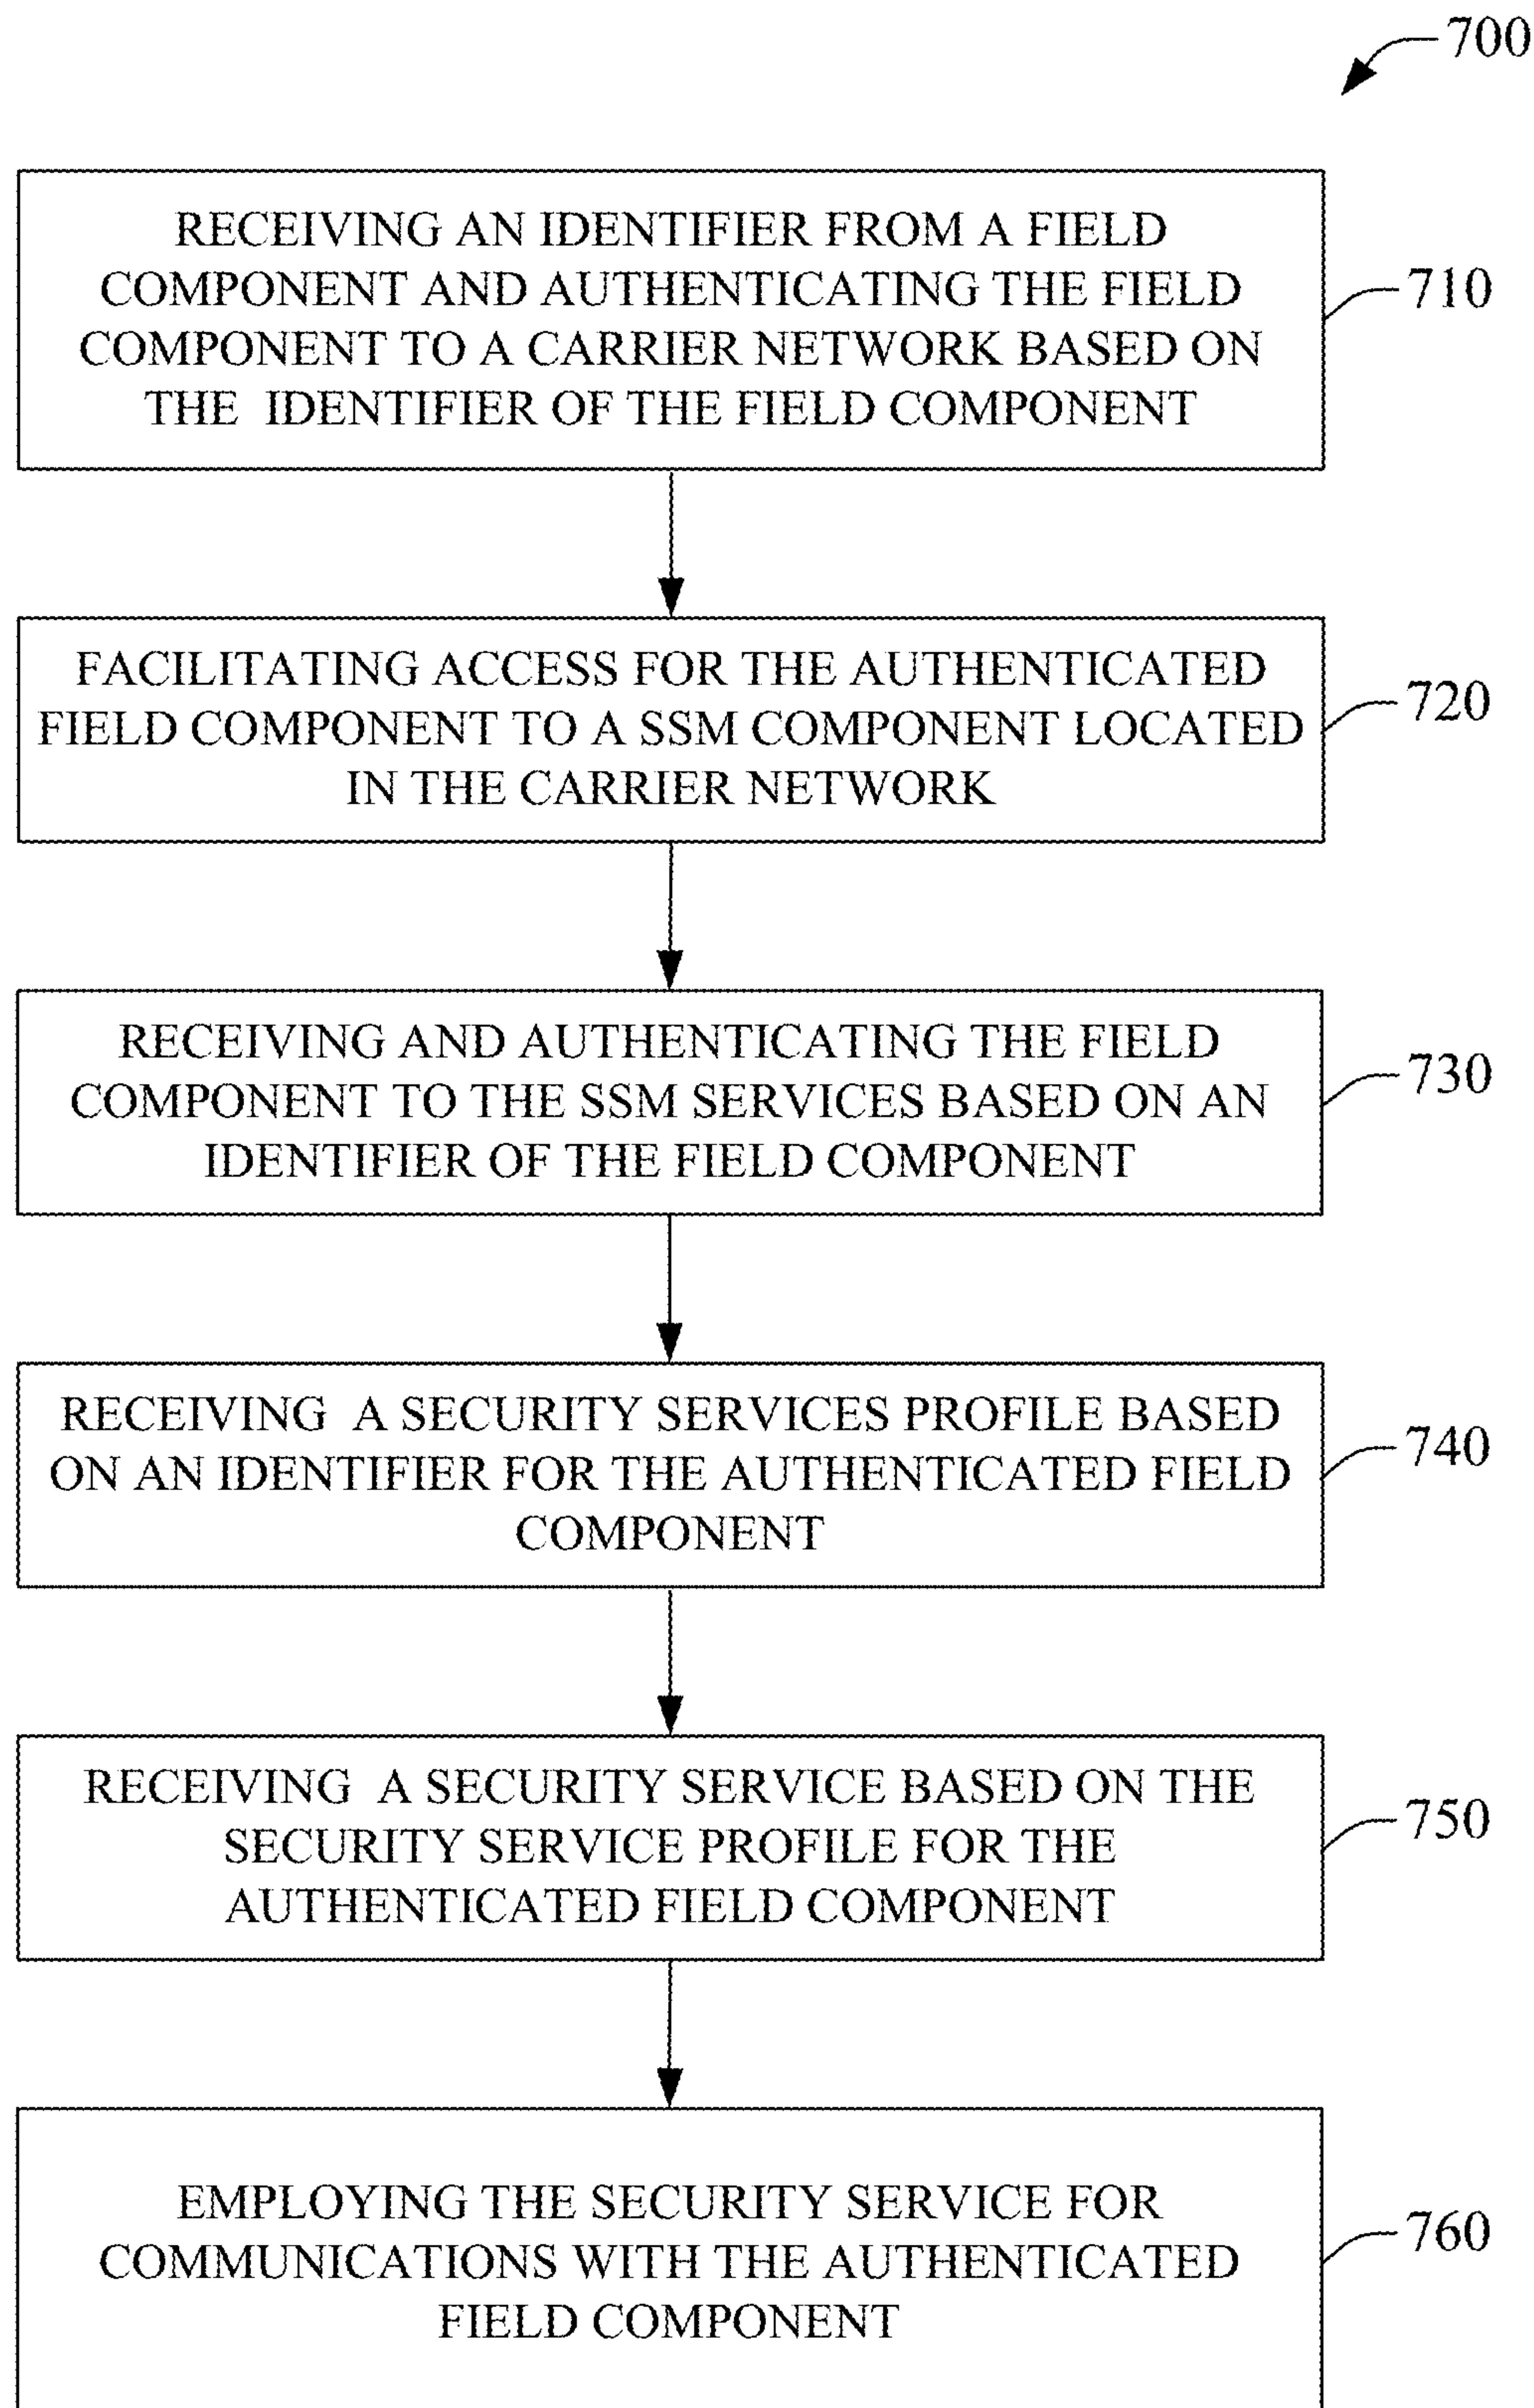 700
RECEIVING AN IDENTIFIER FROM A FIELD
COMPONENT AND AUTHENTICATING THE FIELD
COMPONENT TO A CARRIER NETWORK BASED ON
THE IDENTIFIER OF THE FIELD COMPONENT
710
FACILITATING ACCESS FOR THE AUTHENTICATED
FIELD COMPONENT TO A SSM COMPONENT LOCATED
IN THE CARRIER NETWORK
720
RECEIVING AND AUTHENTICATING THE FIELD
COMPONENT TO THE SSM SERVICES BASED ON AN
IDENTIFIER OF THE FIELD COMPONENT
730
RECEIVING A SECURITY SERVICES PROFILE BASED
ON AN IDENTIFIER FOR THE AUTHENTICATED FIELD
COMPONENT
740
RECEIVING A SECURITY SERVICE BASED ON THE
SECURITY SERVICE PROFILE FOR THE
AUTHENTICATED FIELD COMPONENT
750
EMPLOYING THE SECURITY SERVICE FOR
COMMUNICATIONS WITH THE AUTHENTICATED
FIELD COMPONENT
760